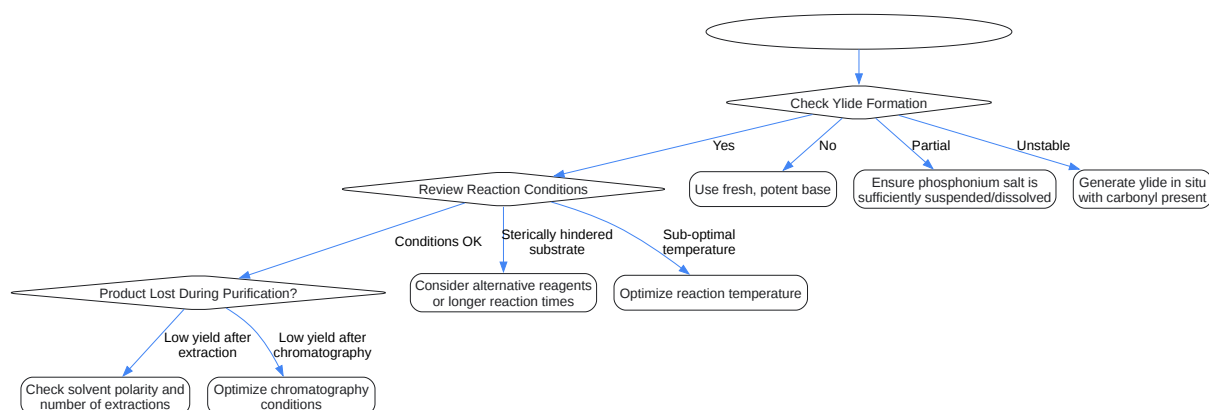 Check Ylide Formation
Yes
No
Partial
Unstable
Review Reaction Conditions
Use fresh, potent base
Ensure phosphonium salt is
sufficiently suspended/dissolved
Generate ylide in situ
with carbonyl present
Conditions OK
Sterically hindered
substrate
Sub-optimal
temperature
Product Lost During Purification?
Consider alternative reagents
or longer reaction times
Optimize reaction temperature
Low yield after
extraction
Low yield after
chromatography
Check solvent polarity and
number of extractions
Optimize chromatography
conditions